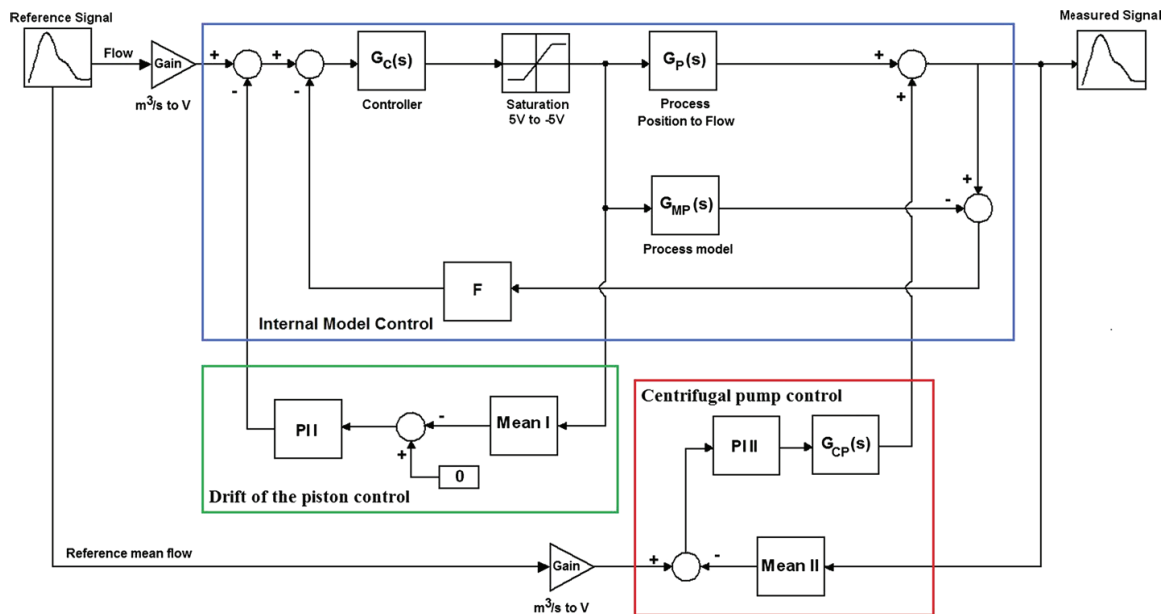 Reference Signal
Flow
Gain
m³/s to V
+
-
+
-
G_C(s)
Controller
Saturation
5V to -5V
G_P(s)
Process
Position to Flow
+
+
Measured Signal
+
-
G_MP(s)
Process model
F
Internal Model Control
PI I
-
+
Mean I
0
Drift of the piston control
Centrifugal pump control
PI II
G_CP(s)
Reference mean flow
Gain
m³/s to V
+
-
Mean II